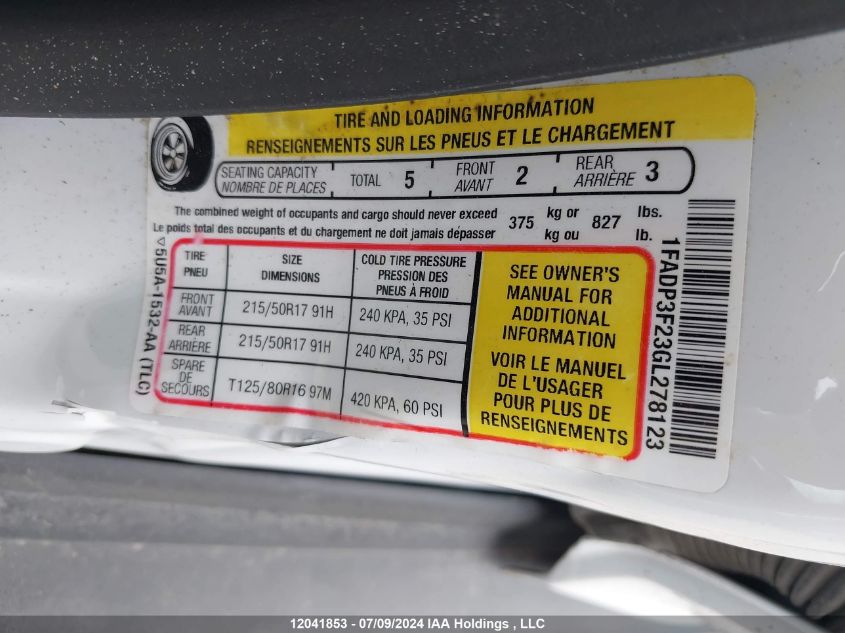 TIRE AND LOADING INFORMATION
RENSEIGNEMENTS SUR LES PNEUS ET LE CHARGEMENT
SEATING CAPACITY
NOMBRE DE PLACES
TOTAL 5
FRONT
AVANT
2
REAR
ARRIÈRE
3
The combined weight of occupants and cargo should never exceed
Le poids total des occupants et du chargement ne doit jamais dépasser
375
kg or
kg ou
827
lbs.
lb.
TIRE
PNEU
SIZE
DIMENSIONS
COLD TIRE PRESSURE
PRESSION DES
PNEUS À FROID
FRONT
AVANT
215/50R17 91H
240 KPA, 35 PSI
REAR
ARRIÈRE
215/50R17 91H
240 KPA, 35 PSI
SPARE
DE
SECOURS
T125/80R16 97M
420 KPA, 60 PSI
SEE OWNER'S
MANUAL FOR
ADDITIONAL
INFORMATION
VOIR LE MANUEL
DE L'USAGER
POUR PLUS DE
RENSEIGNEMENTS
5U5A-1532-AA (TLC)
1FADP3F23GL278123
12041853 - 07/09/2024 IAA Holdings , LLC